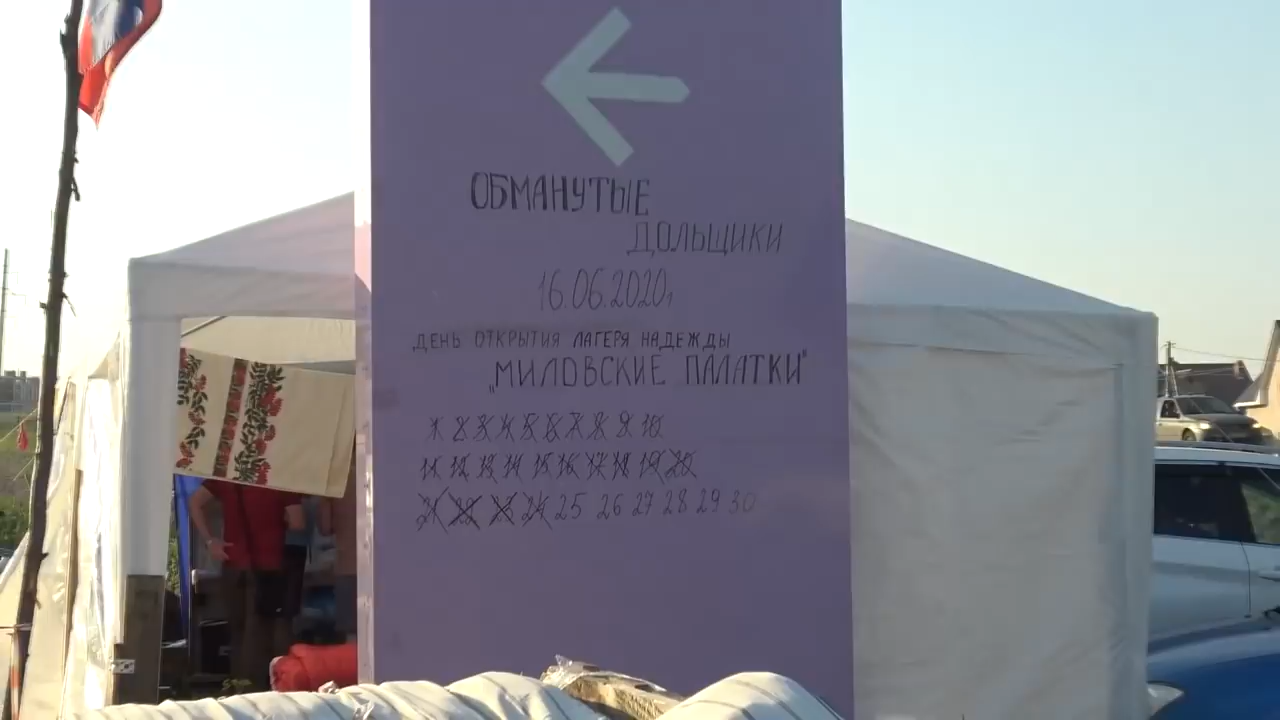 ОБМАНУТЫЕ
ДОЛЬЩИКИ
16.06.2020г
ДЕНЬ ОТКРЫТИЯ ЛАГЕРЯ НАДЕЖДЫ
„МИЛОВСКИЕ ПАЛАТКИ"
1 2 3 4 5 6 7 8 9 10
11 12 13 14 15 16 17 18 19 20
21 22 23 24 25 26 27 28 29 30